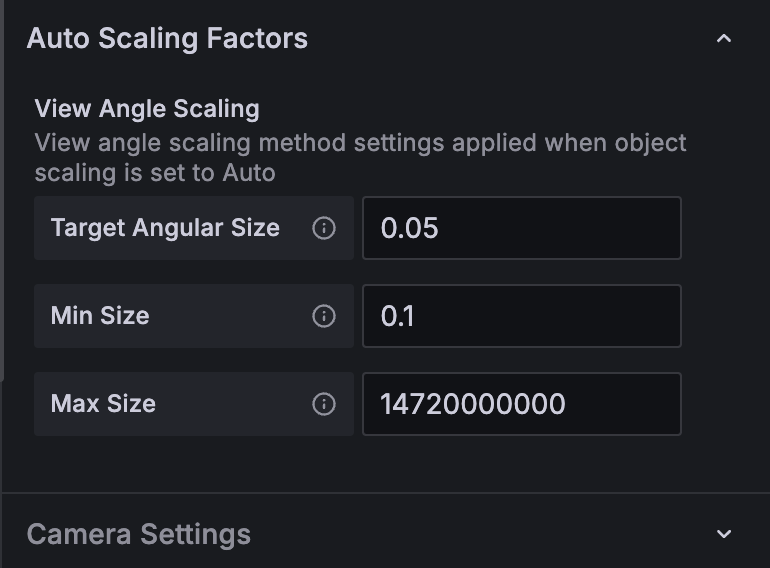 Auto Scaling Factors
View Angle Scaling
View angle scaling method settings applied when object
scaling is set to Auto
Target Angular Size 0.05
Min Size 0.1
Max Size 14720000000
Camera Settings